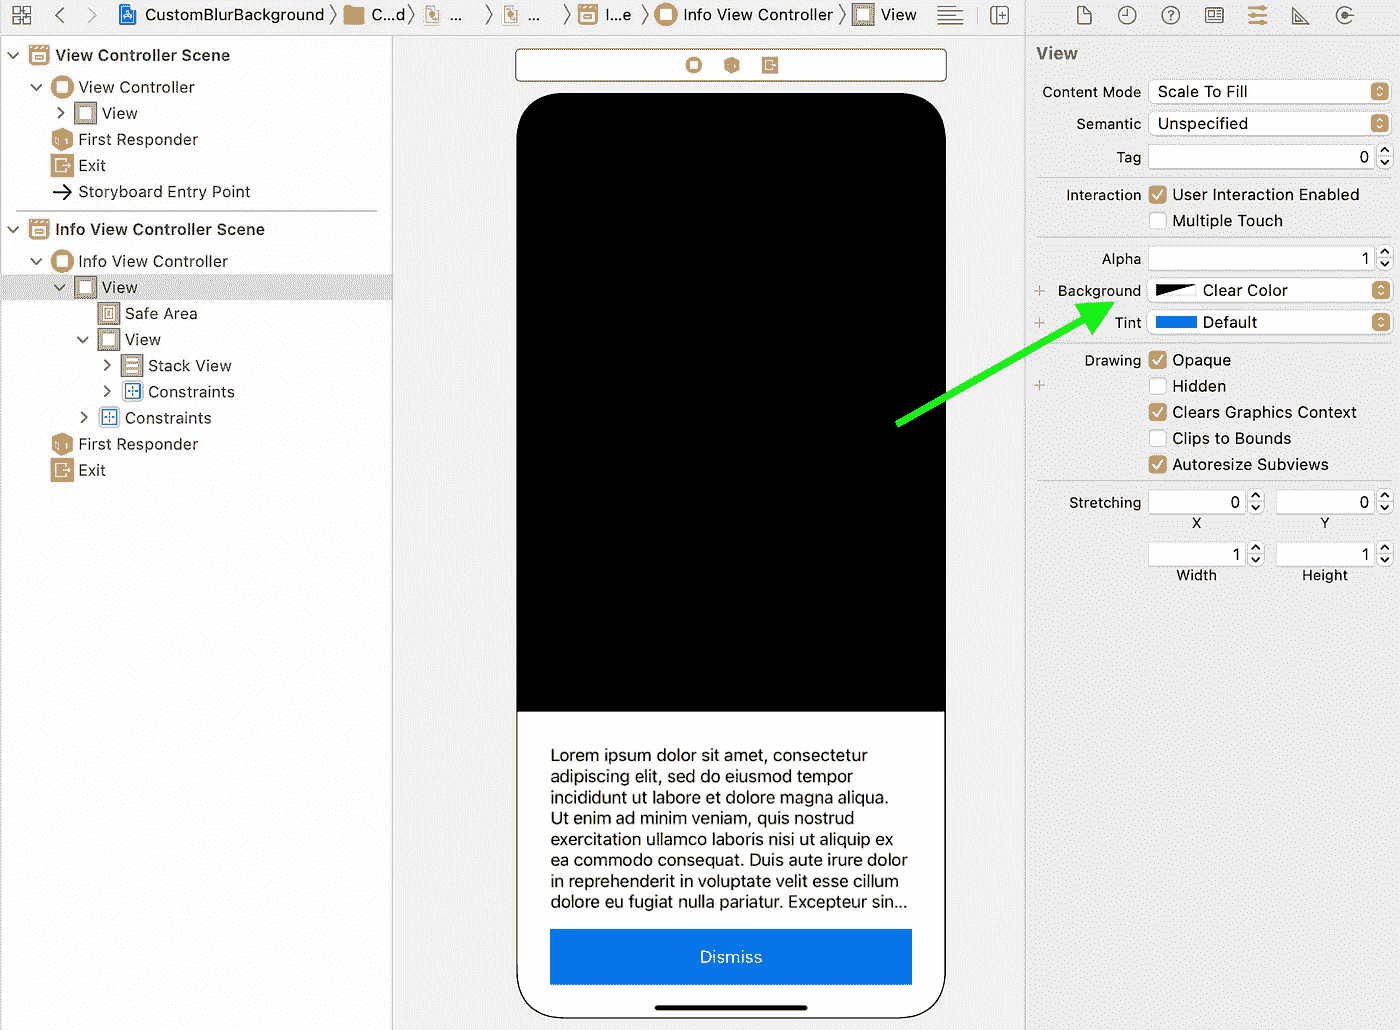 CustomBlurBackground C...d ... ... I...e Info View Controller View
View Controller Scene
View Controller
View
First Responder
Exit
Storyboard Entry Point
Info View Controller Scene
Info View Controller
View
Safe Area
View
Stack View
Constraints
Constraints
First Responder
Exit
Lorem ipsum dolor sit amet, consectetur
adipiscing elit, sed do eiusmod tempor
incididunt ut labore et dolore magna aliqua.
Ut enim ad minim veniam, quis nostrud
exercitation ullamco laboris nisi ut aliquip ex
ea commodo consequat. Duis aute irure dolor
in reprehenderit in voluptate velit esse cillum
dolore eu fugiat nulla pariatur. Excepteur sin...
Dismiss
View
Content Mode Scale To Fill
Semantic Unspecified
Tag 0
Interaction User Interaction Enabled
Multiple Touch
Alpha 1
Background Clear Color
Tint Default
Drawing Opaque
Hidden
Clears Graphics Context
Clips to Bounds
Autoresize Subviews
Stretching 0 0
X Y
1 1
Width Height